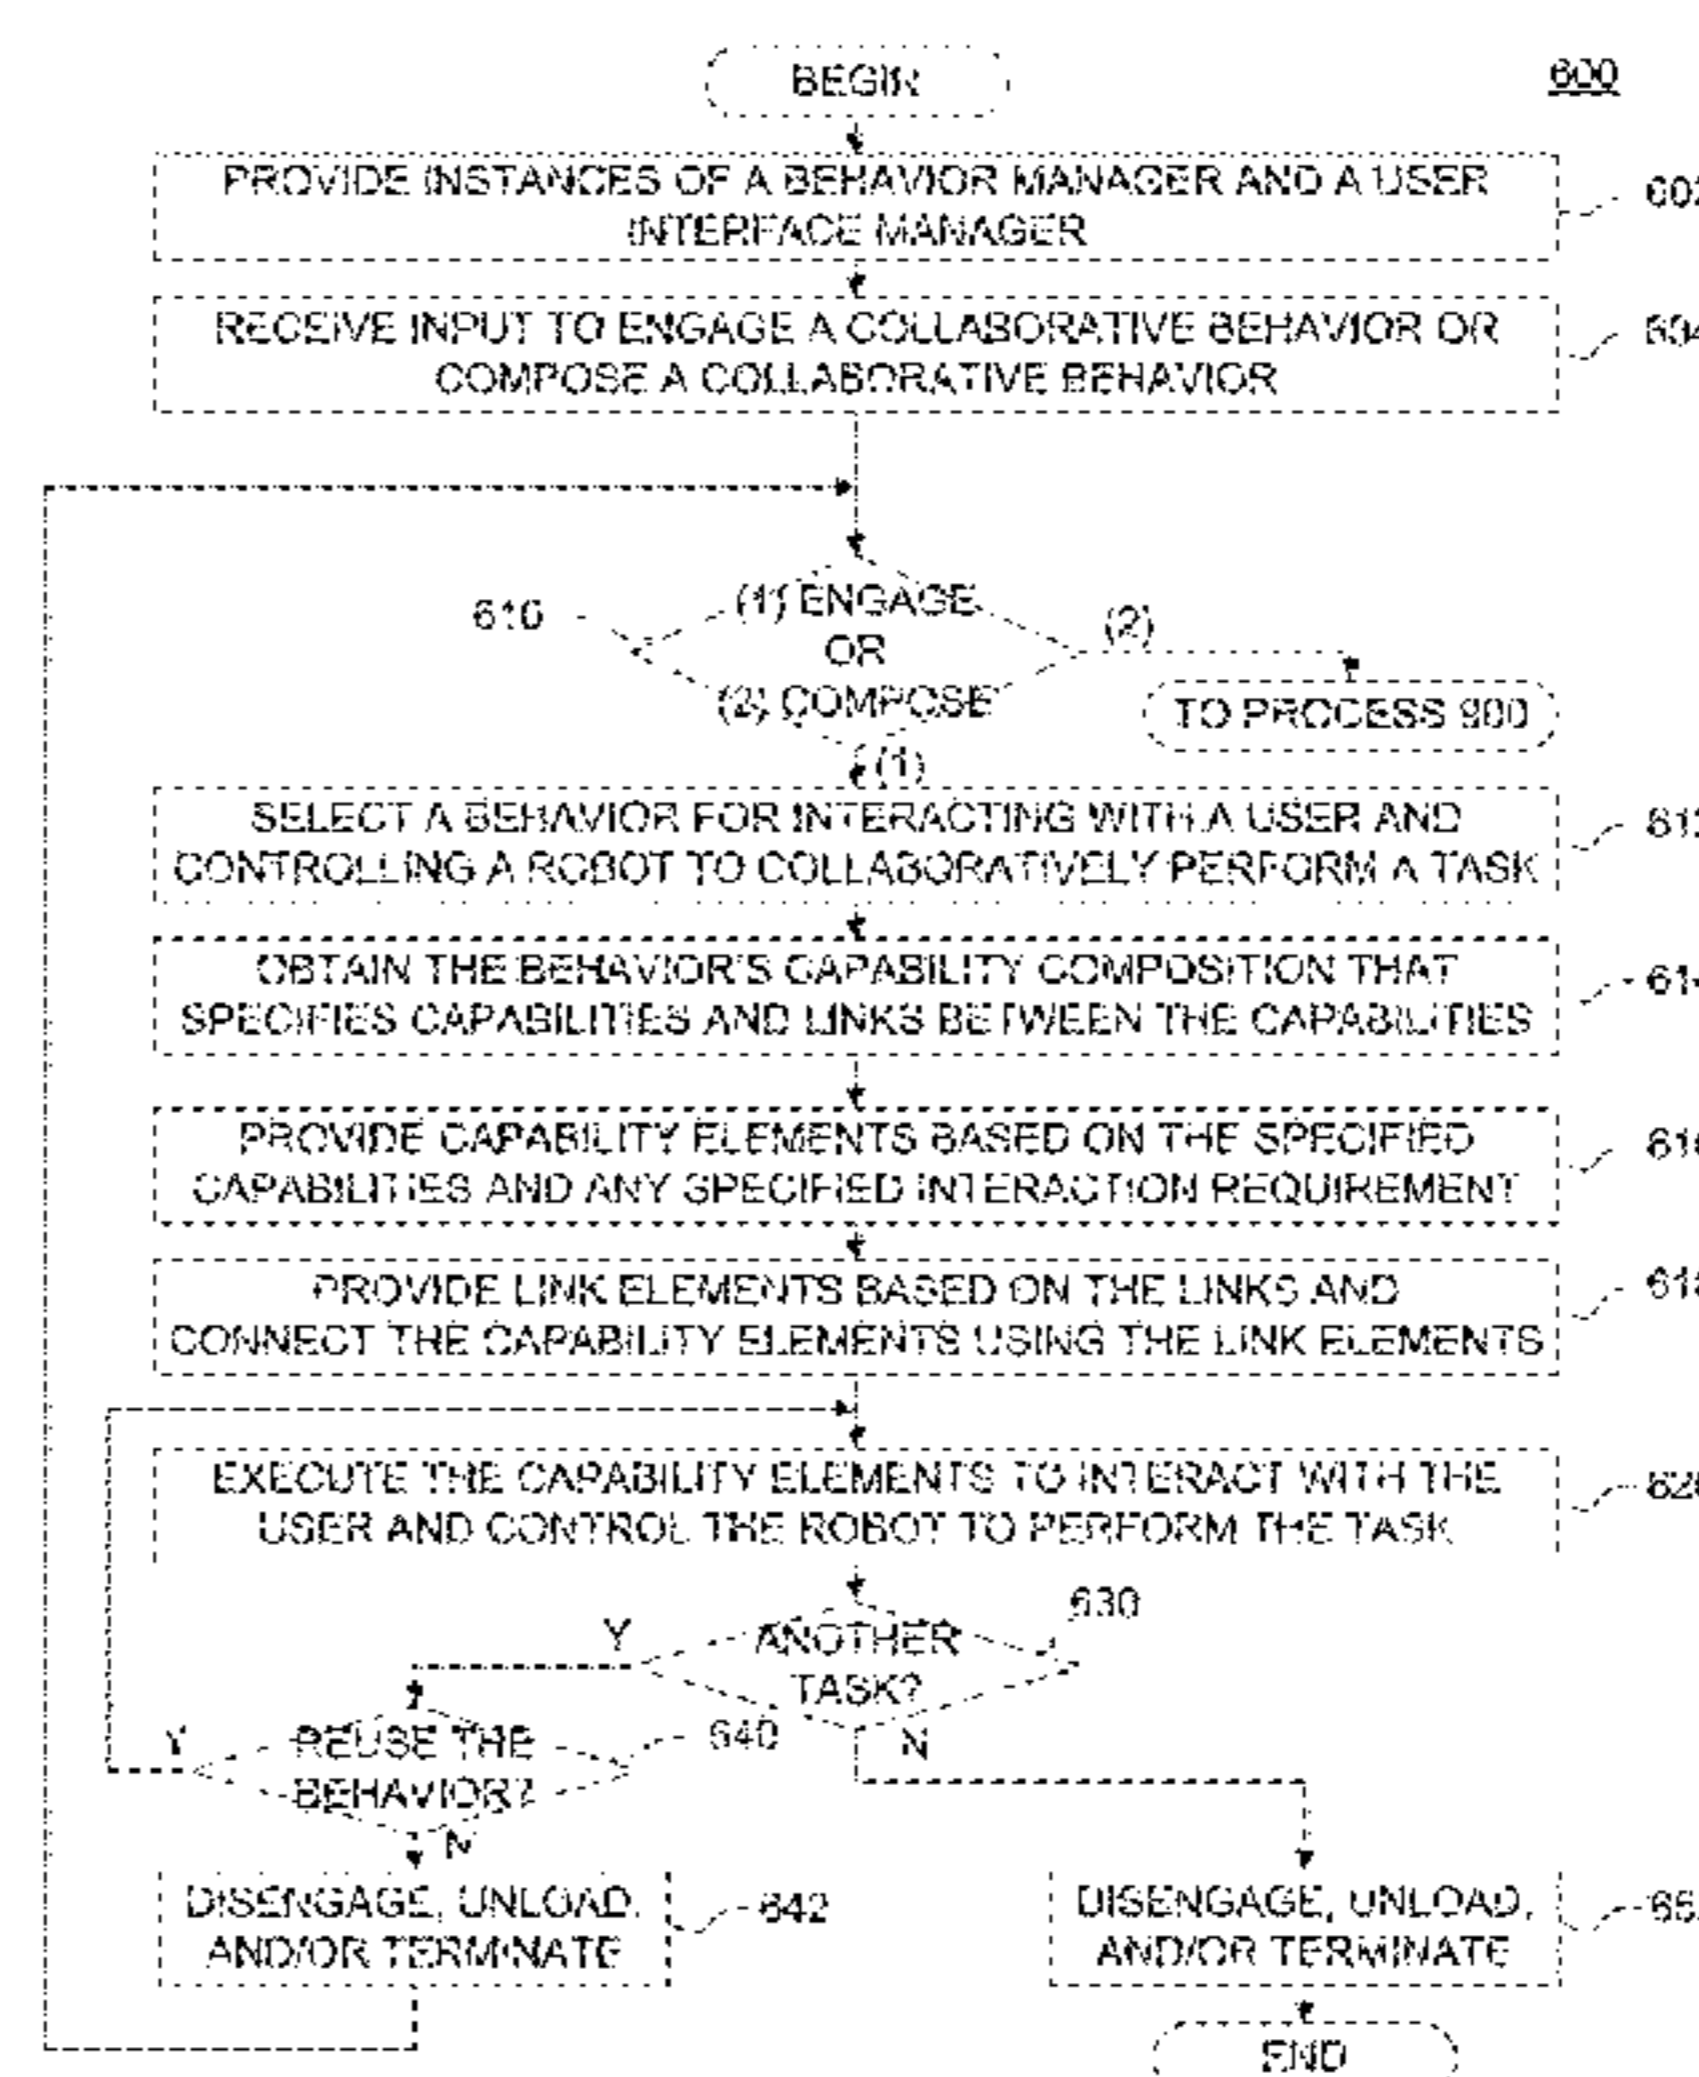 BEGIN
600
PROVIDE INSTANCES OF A BEHAVIOR MANAGER AND A USER
INTERFACE MANAGER
RECEIVE INPUT TO ENGAGE A COLLABORATIVE BEHAVIOR OR
COMPOSE A COLLABORATIVE BEHAVIOR
604
610
(1) ENGAGE
OR
(2) COMPOSE
(2)
TO PROCESS 900
(1)
SELECT A BEHAVIOR FOR INTERACTING WITH A USER AND
CONTROLLING A ROBOT TO COLLABORATIVELY PERFORM A TASK
OBTAIN THE BEHAVIOR'S CAPABILITY COMPOSITION THAT
SPECIFIES CAPABILITIES AND LINKS BETWEEN THE CAPABILITIES
614
PROVIDE CAPABILITY ELEMENTS BASED ON THE SPECIFIED
CAPABILITIES AND ANY SPECIFIED INTERACTION REQUIREMENT
616
PROVIDE LINK ELEMENTS BASED ON THE LINKS AND
CONNECT THE CAPABILITY ELEMENTS USING THE LINK ELEMENTS
618
EXECUTE THE CAPABILITY ELEMENTS TO INTERACT WITH THE
USER AND CONTROL THE ROBOT TO PERFORM THE TASK
620
630
Y
ANOTHER
TASK?
N
Y
REUSE THE
BEHAVIOR?
640
N
DISENGAGE, UNLOAD,
AND/OR TERMINATE
642
DISENGAGE, UNLOAD,
AND/OR TERMINATE
END